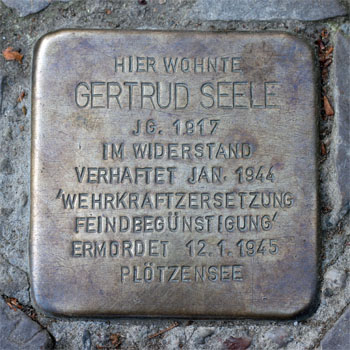 HIER WOHNTE
GERTRUD SEELE
JG. 1917
IM WIDERSTAND
VERHAFTET JAN. 1944
'WEHRKRAFTZERSETZUNG
FEINDBEGÜNSTIGUNG'
ERMORDET 12.1.1945
PLÖTZENSEE